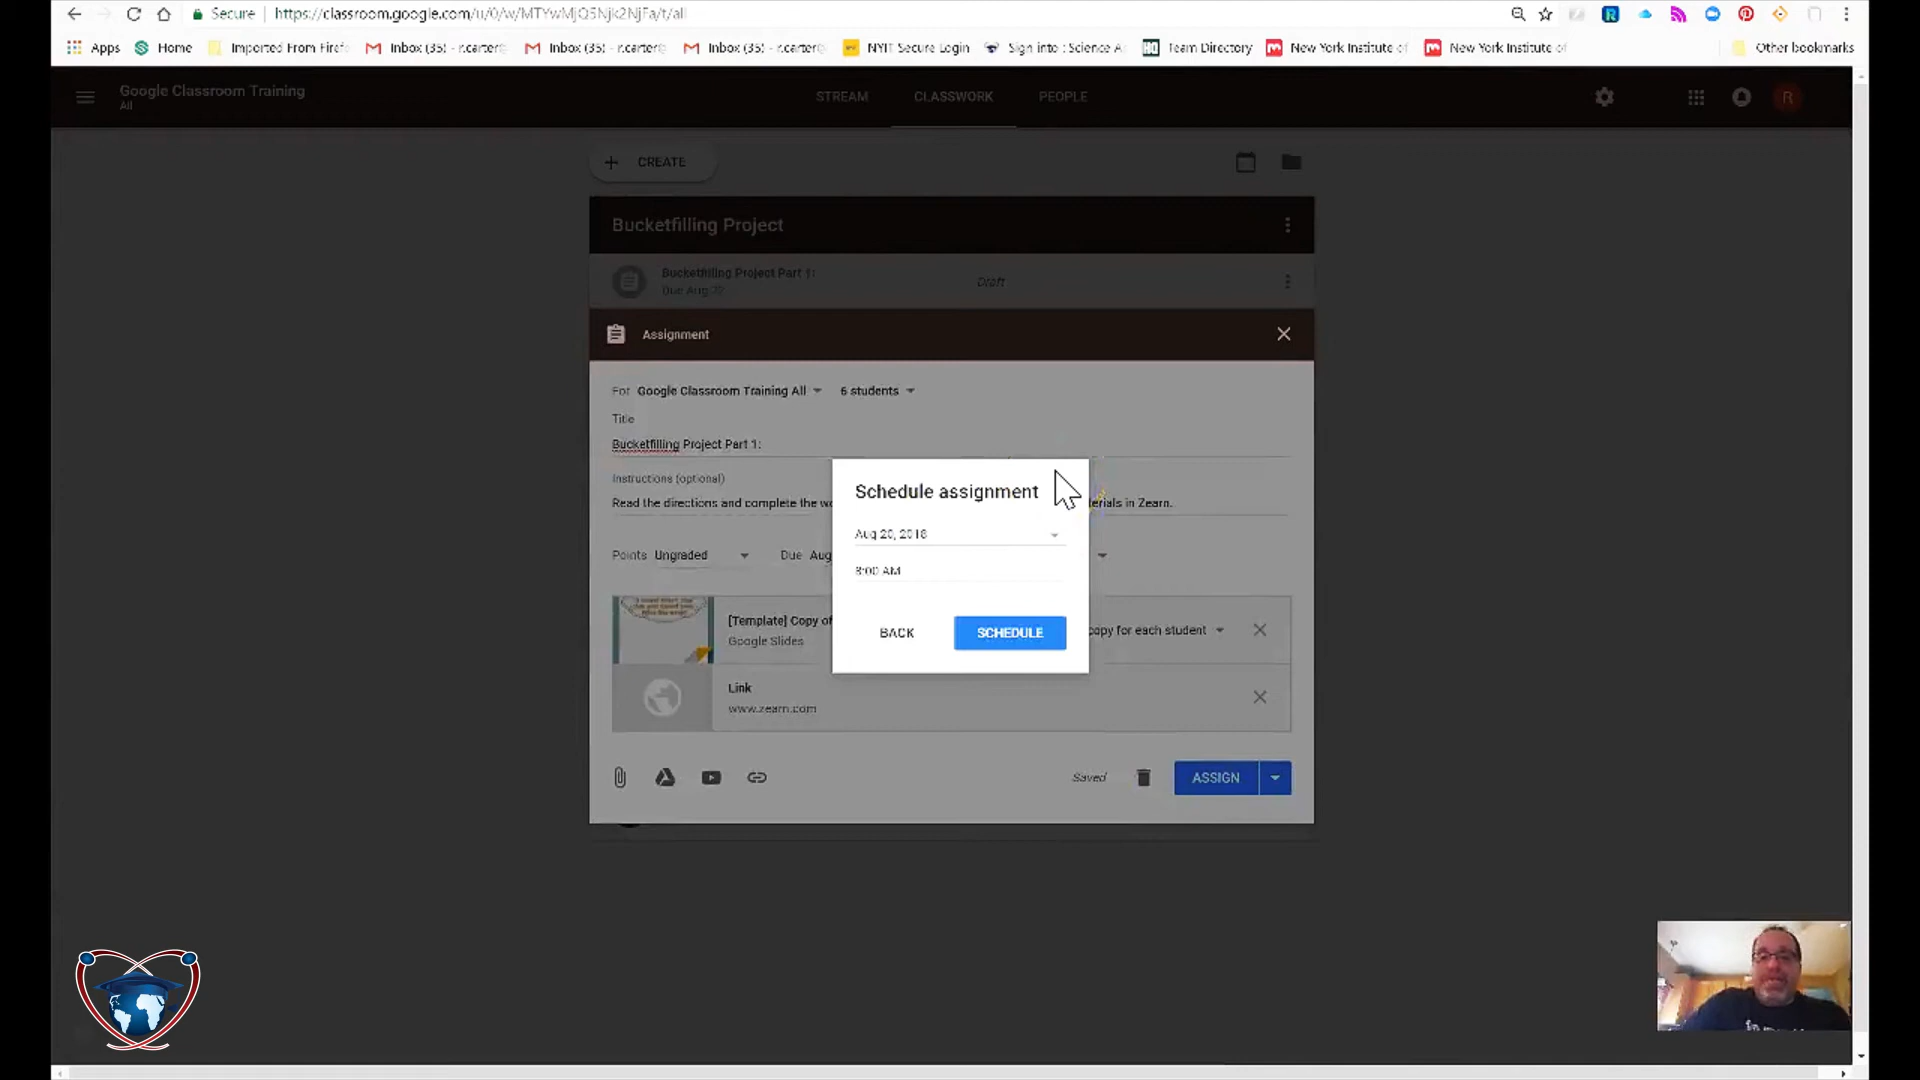 Secure https://classroom.google.com/u/0/w/MTYwMjQ5Njk2NjFa/t/all
Apps Home Imported From Firef Inbox (35) - r.carter Inbox (35) - r.carter Inbox (35) - r.carter NYIT Secure Login Sign into : Science A Team Directory New York Institute of New York Institute of Other bookmarks
Google Classroom Training
All
STREAM CLASSWORK PEOPLE
R
CREATE
Bucketfilling Project
Bucketfilling Project Part 1:
Due Aug 22
Draft
Assignment
For Google Classroom Training All 6 students
Title
Bucketfilling Project Part 1:
Instructions (optional)
Read the directions and complete the wo erials in Zearn.
Points Ungraded Due Aug
Schedule assignment
Aug 20, 2018
8:00 AM
BACK SCHEDULE
[Template] Copy of
Google Slides
copy for each student
Link
www.zearn.com
Saved ASSIGN